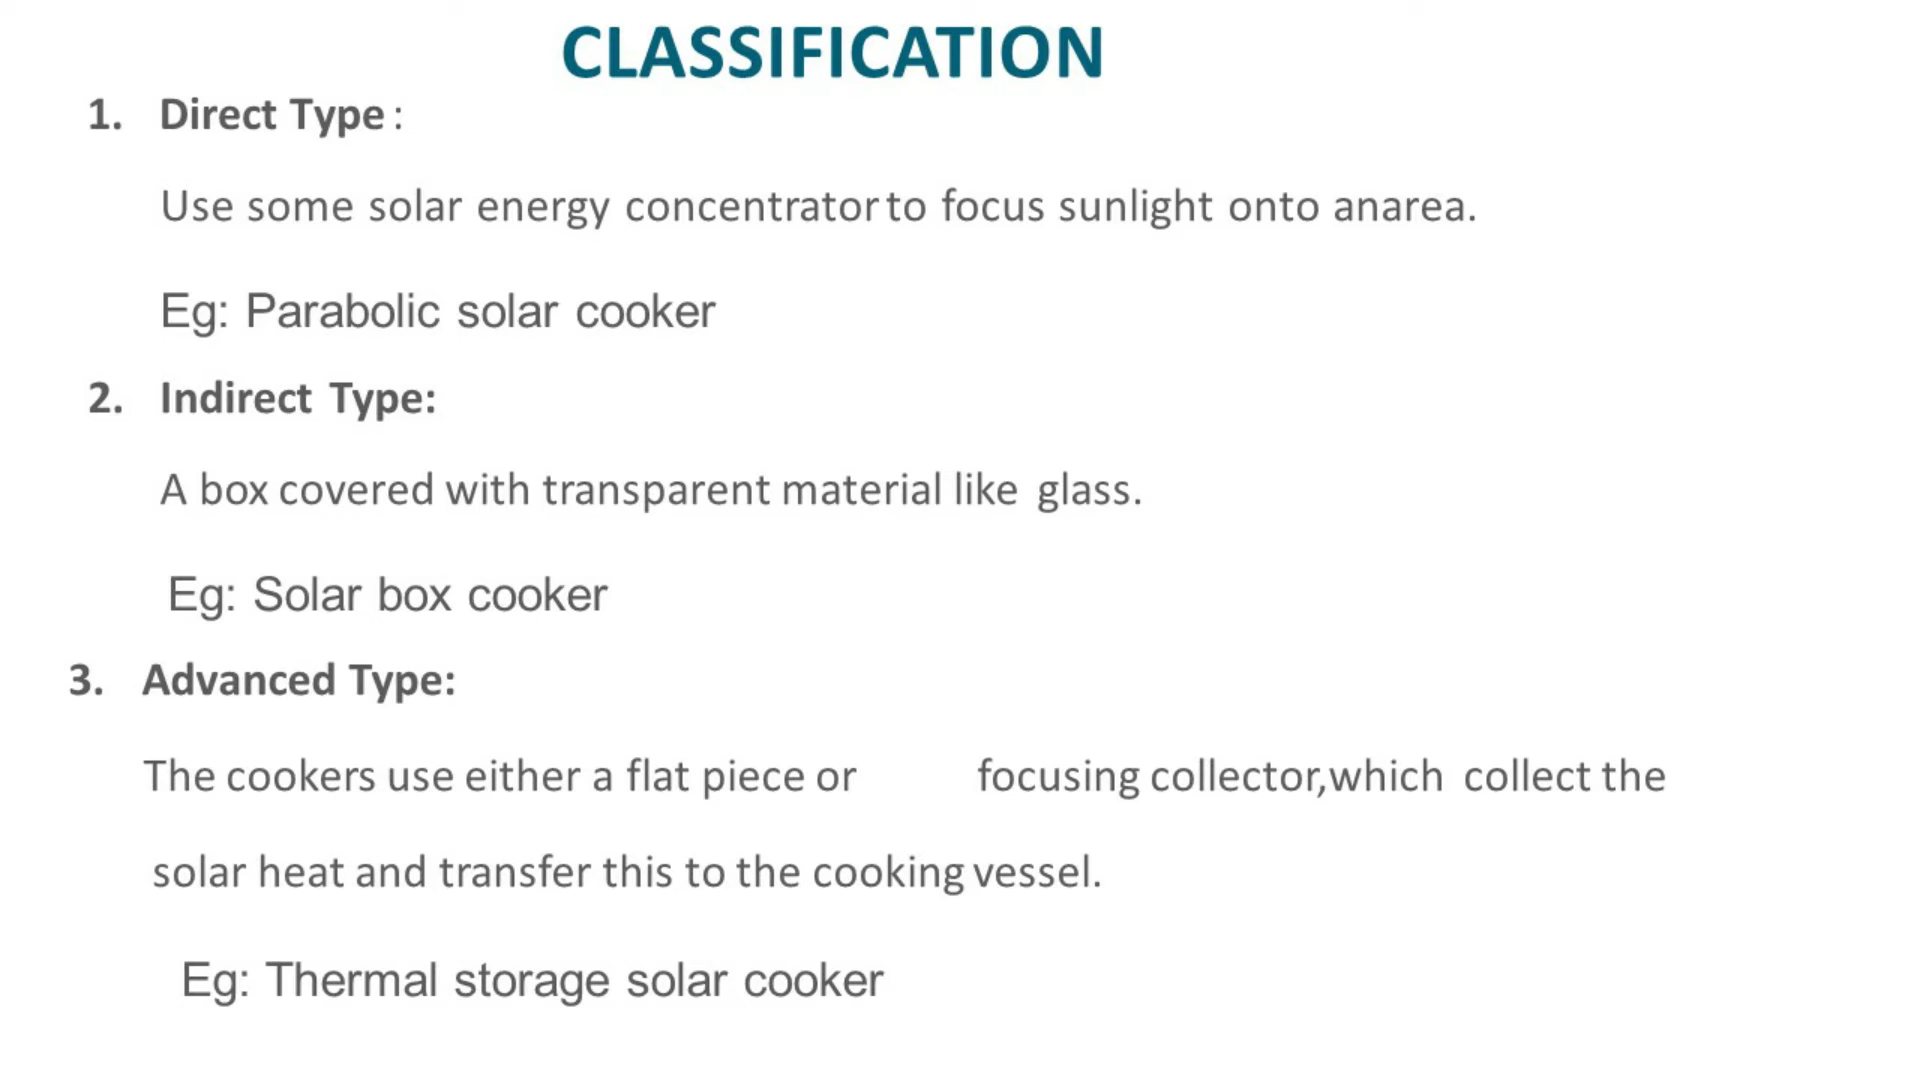 CLASSIFICATION
1. Direct Type :
Use some solar energy concentrator to focus sunlight onto anarea.
Eg: Parabolic solar cooker
2. Indirect Type:
A box covered with transparent material like glass.
Eg: Solar box cooker
3. Advanced Type:
The cookers use either a flat piece or focusing collector,which collect the
solar heat and transfer this to the cooking vessel.
Eg: Thermal storage solar cooker